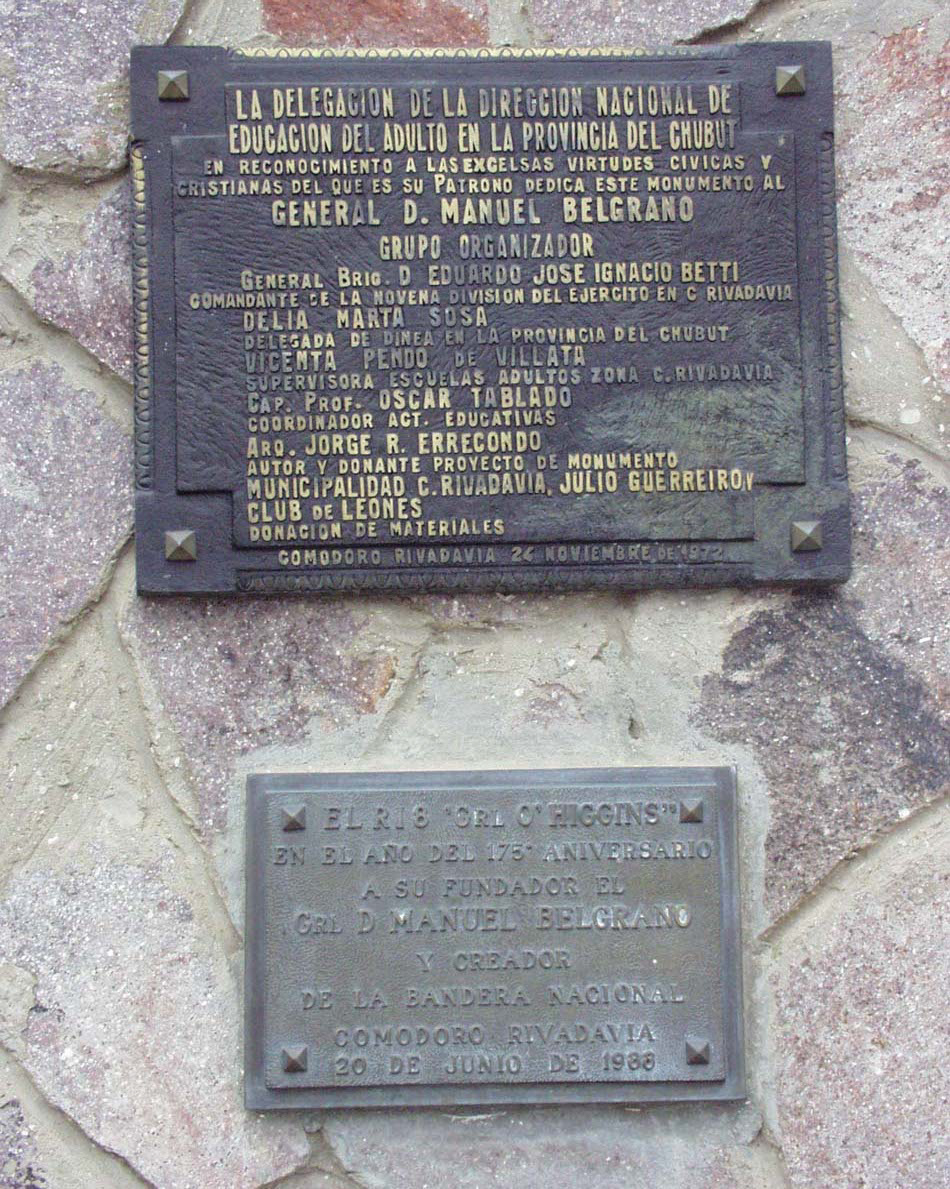 LA DELEGACION DE LA DIRECCION NACIONAL DE
EDUCACION DEL ADULTO EN LA PROVINCIA DEL CHUBUT
EN RECONOCIMIENTO A LAS EXCELSAS VIRTUDES CIVICAS Y
CRISTIANAS DEL QUE ES SU PATRONO DEDICA ESTE MONUMENTO AL
GENERAL D. MANUEL BELGRANO
GRUPO ORGANIZADOR
GENERAL BRIG. D EDUARDO JOSE IGNACIO BETTI
COMANDANTE DE LA NOVENA DIVISION DEL EJERCITO EN C RIVADAVIA
DELIA MARTA SOSA
DELEGADA DE DINEA EN LA PROVINCIA DEL CHUBUT
VICENTA PENDO DE VILLATA
SUPERVISORA ESCUELAS ADULTOS ZONA C. RIVADAVIA
CAP. PROF. OSCAR TABLADO
COORDINADOR ACT. EDUCATIVAS
ARQ. JORGE R. ERRECONDO
AUTOR Y DONANTE PROYECTO DE MONUMENTO
MUNICIPALIDAD C. RIVADAVIA, JULIO GUERREIRO Y
CLUB DE LEONES
DONACION DE MATERIALES
COMODORO RIVADAVIA 24 NOVIEMBRE DE 1972
EL RI 8 "GRL O'HIGGINS"
EN EL AÑO DEL 175° ANIVERSARIO
A SU FUNDADOR EL
GRL D MANUEL BELGRANO
Y CREADOR
DE LA BANDERA NACIONAL
COMODORO RIVADAVIA
20 DE JUNIO DE 1988